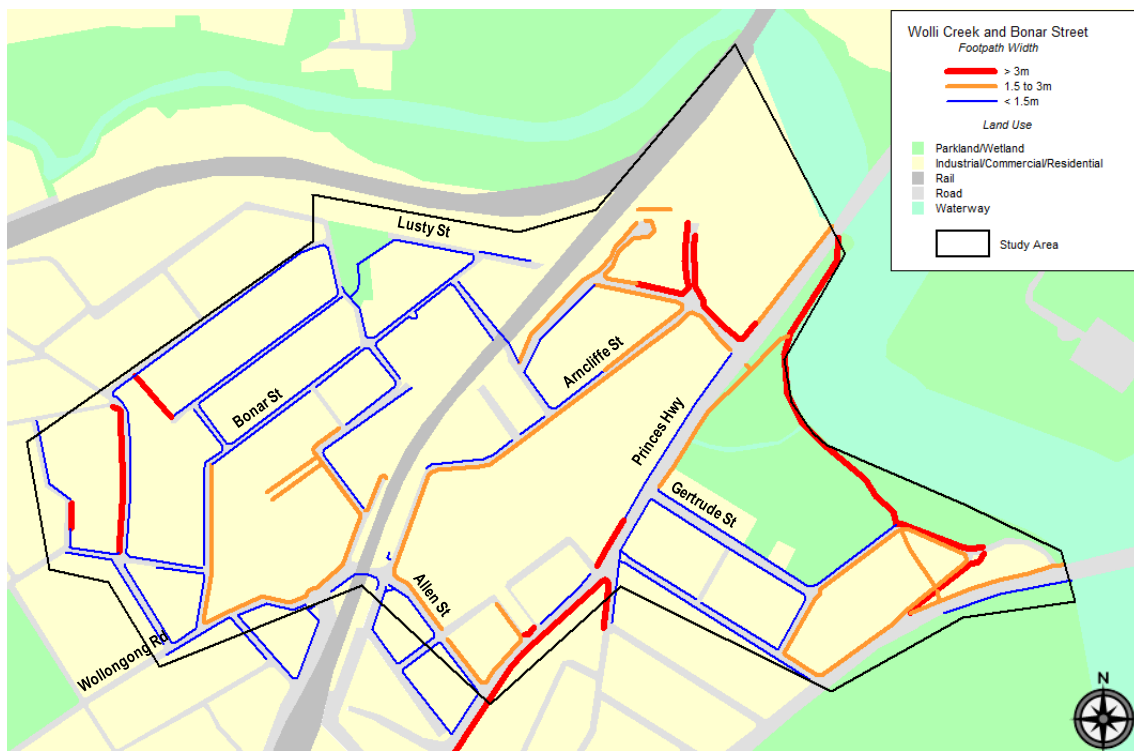 Wolli Creek and Bonar Street
Footpath Width
> 3m
1.5 to 3m
< 1.5m
Land Use
Parkland/Wetland
Industrial/Commercial/Residential
Rail
Road
Waterway
Study Area
Lusty St
Arncliffe St
Bonar St
Princes Hwy
Gertrude St
Allen St
Wollongong Rd
N